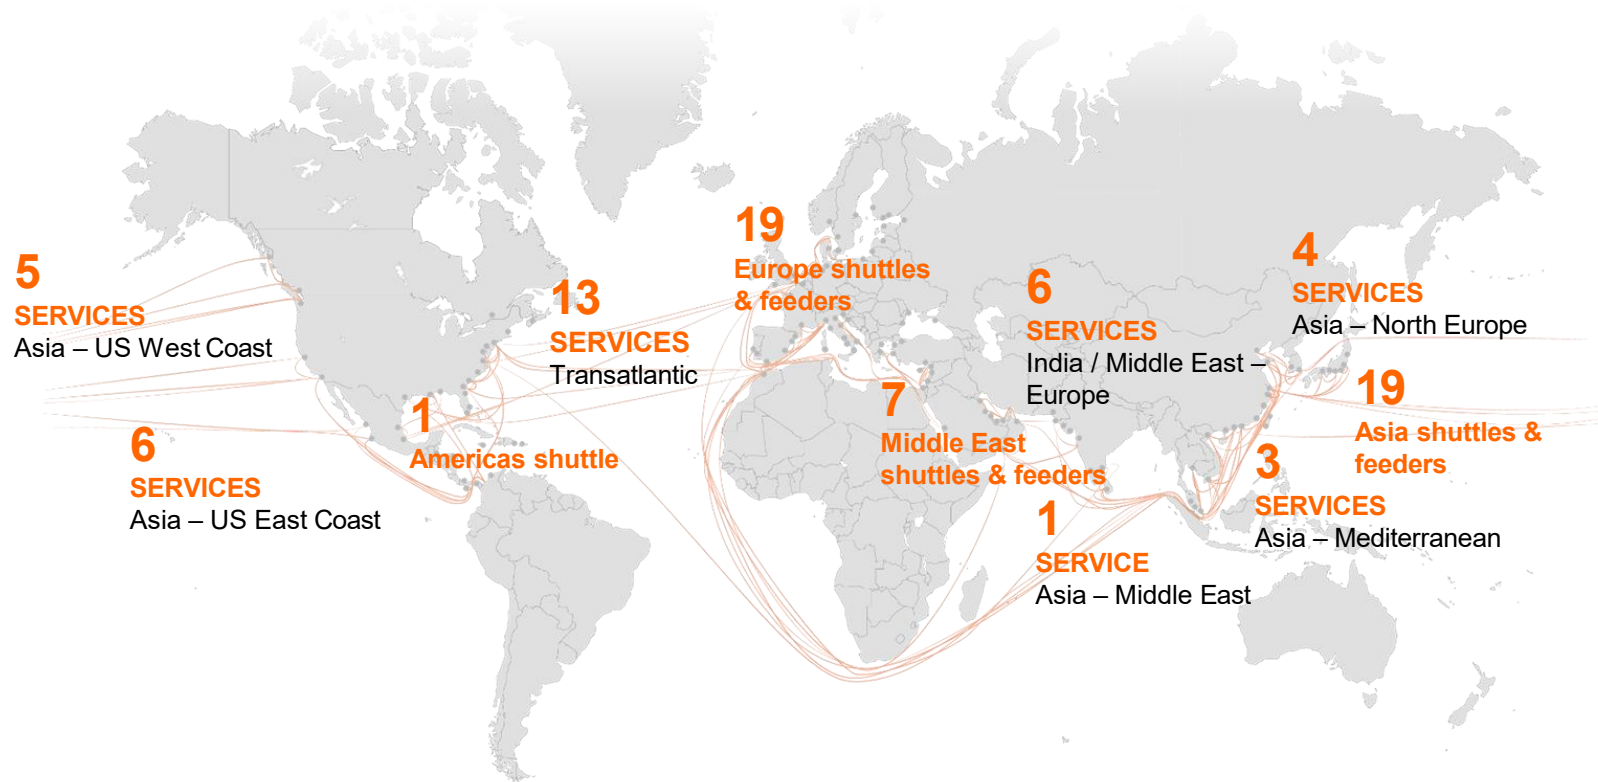 5
SERVICES
Asia – US West Coast
6
SERVICES
Asia – US East Coast
13
SERVICES
Transatlantic
1
Americas shuttle
19
Europe shuttles
& feeders
7
Middle East
shuttles & feeders
6
SERVICES
India / Middle East –
Europe
1
SERVICE
Asia – Middle East
4
SERVICES
Asia – North Europe
19
Asia shuttles &
feeders
3
SERVICES
Asia – Mediterranean